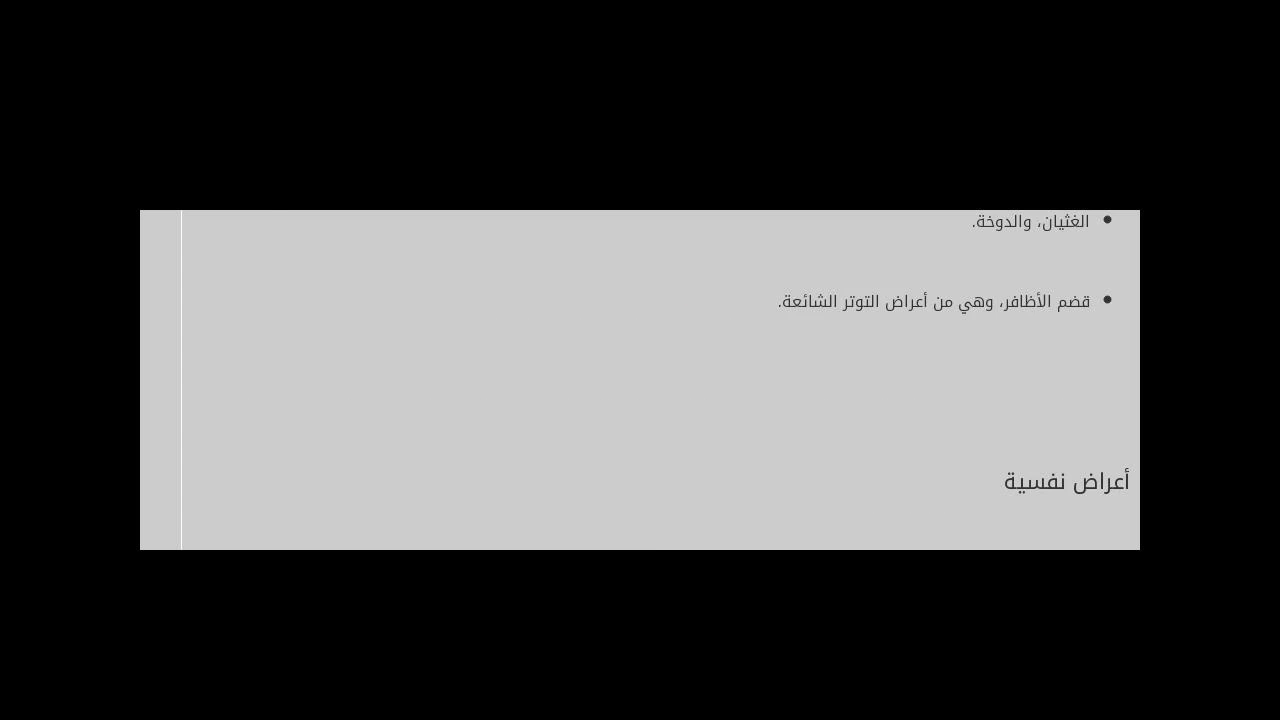 الغثيان، والدوخة.
قضم الأظافر، وهي من أعراض التوتر الشائعة.
أعراض نفسية